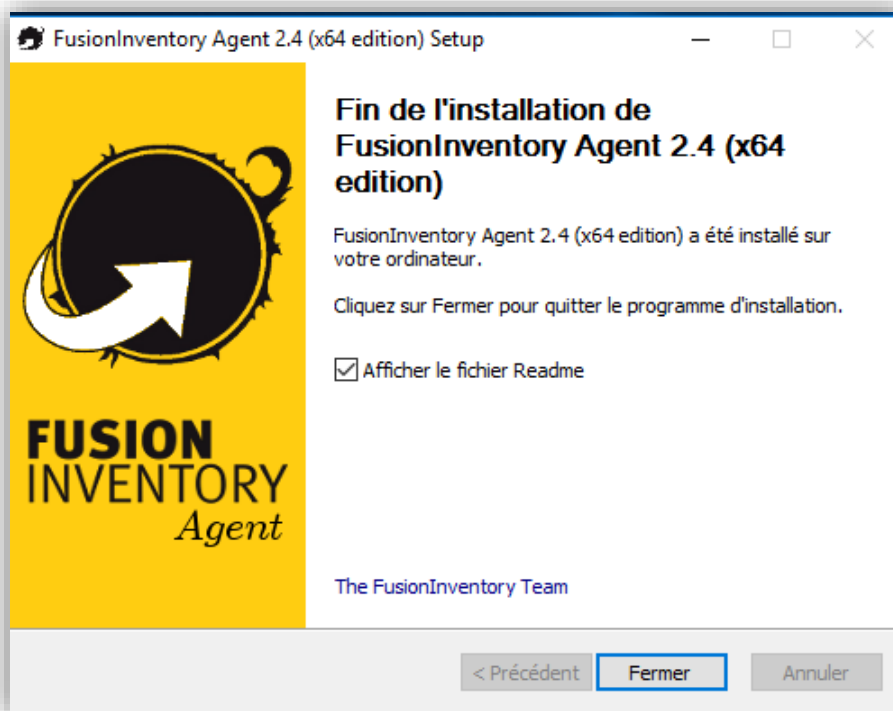 FusionInventory Agent 2.4 (x64 edition) Setup
Fin de l'installation de
FusionInventory Agent 2.4 (x64
edition)
FusionInventory Agent 2.4 (x64 edition) a été installé sur
votre ordinateur.
Cliquez sur Fermer pour quitter le programme d'installation.
Afficher le fichier Readme
FUSION
INVENTORY
Agent
The FusionInventory Team
< Précédent
Fermer
Annuler